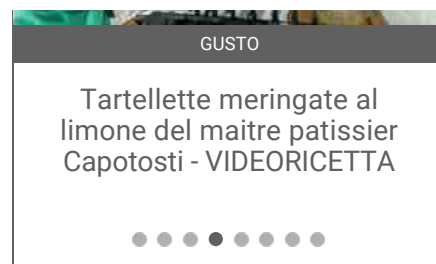 GUSTO
Tartellette meringate al
limone del maitre patissier
Capotosti - VIDEORICETTA